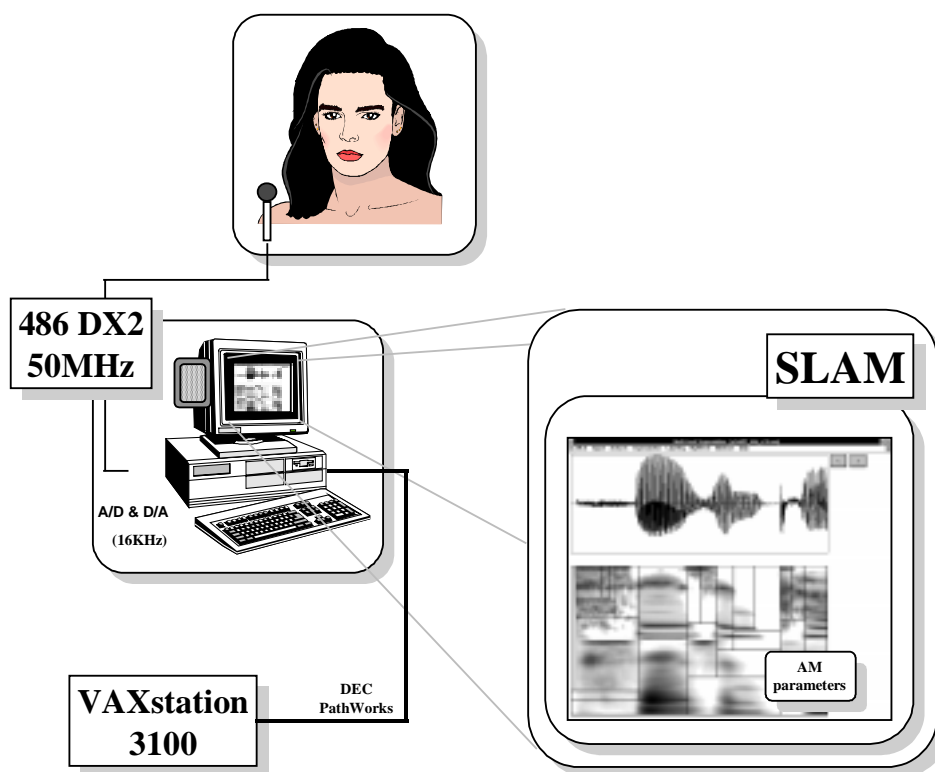 486 DX2
50MHz
SLAM
A/D & D/A
(16KHz)
AM
parameters
DEC
PathWorks
VAXstation
3100